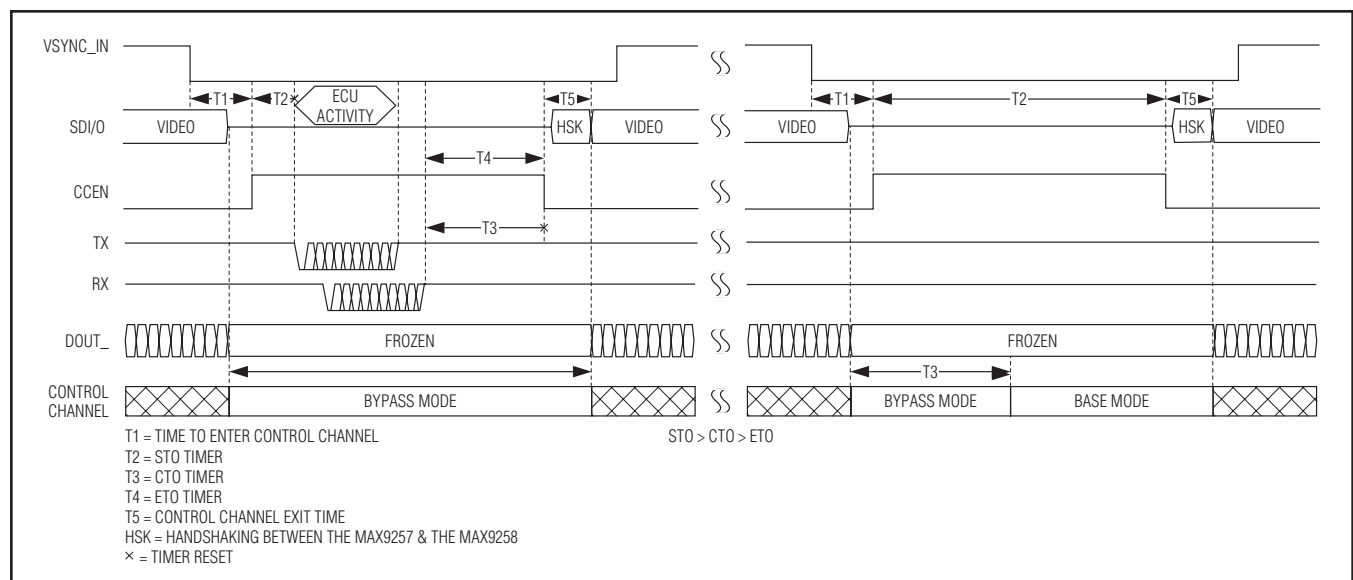 VSYNC_IN
T1 T2 × ECU ACTIVITY T5 T1 T2 T5
SDI/O VIDEO HSK VIDEO VIDEO HSK VIDEO
T4
CCEN
T3 ×
TX
RX
DOUT_ FROZEN FROZEN
T3
CONTROL CHANNEL BYPASS MODE BYPASS MODE BASE MODE
T1 = TIME TO ENTER CONTROL CHANNEL STO > CTO > ETO
T2 = STO TIMER
T3 = CTO TIMER
T4 = ETO TIMER
T5 = CONTROL CHANNEL EXIT TIME
HSK = HANDSHAKING BETWEEN THE MAX9257 & THE MAX9258
× = TIMER RESET